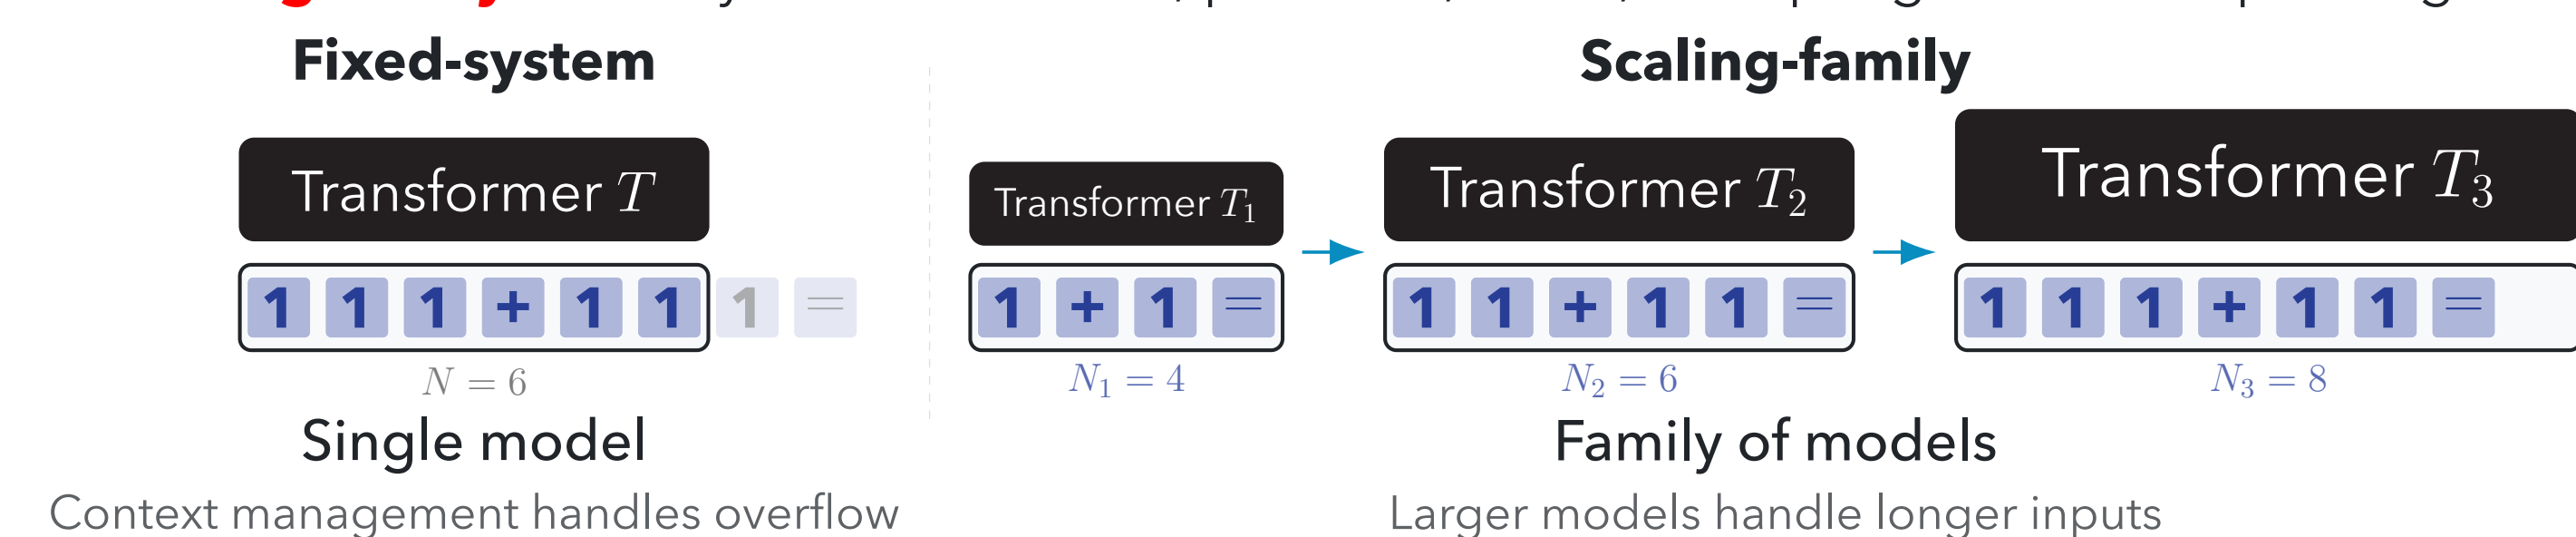 Fixed-system
Transformer T
1 1 1 + 1 1 1 =
N = 6
Single model
Context management handles overflow
Scaling-family
Transformer T₁
1 + 1 =
N₁ = 4
Transformer T₂
1 1 + 1 1 =
N₂ = 6
Transformer T₃
1 1 1 + 1 1 =
N₃ = 8
Family of models
Larger models handle longer inputs